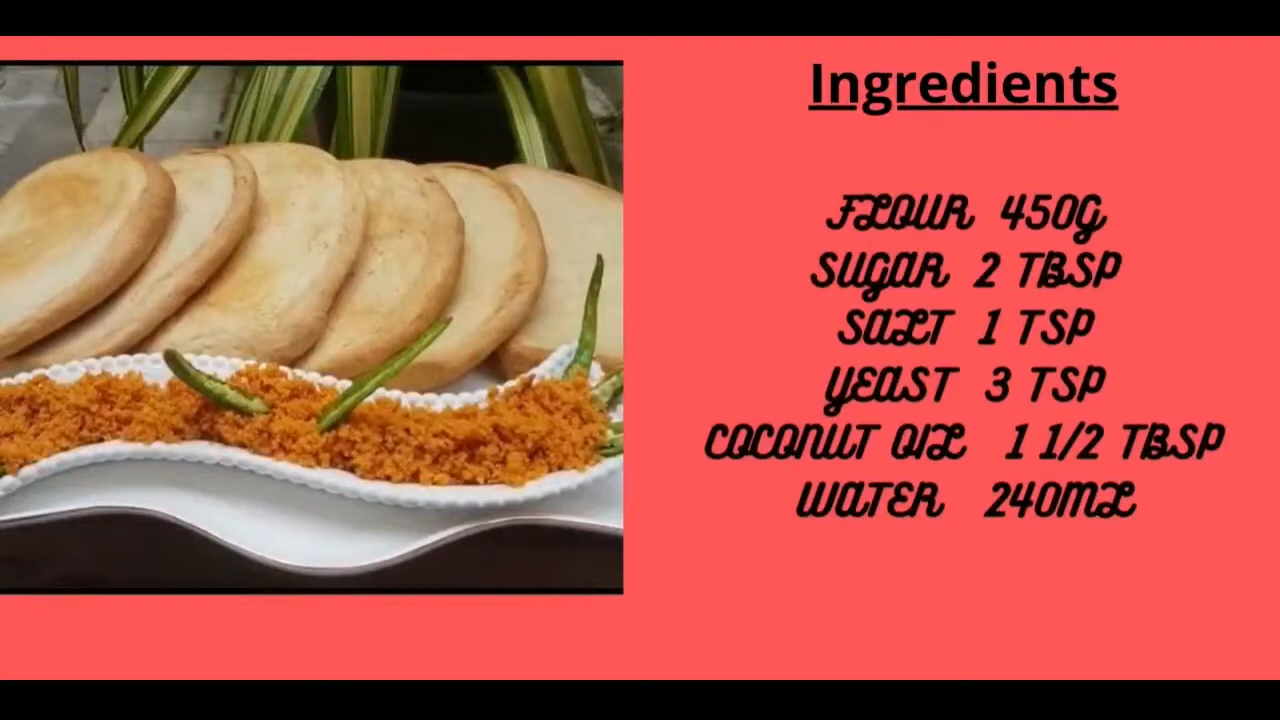 Ingredients
FLOUR 450G
SUGAR 2 TBSP
SALT 1 TSP
YEAST 3 TSP
COCONUT OIL 1 1/2 TBSP
WATER 240ML